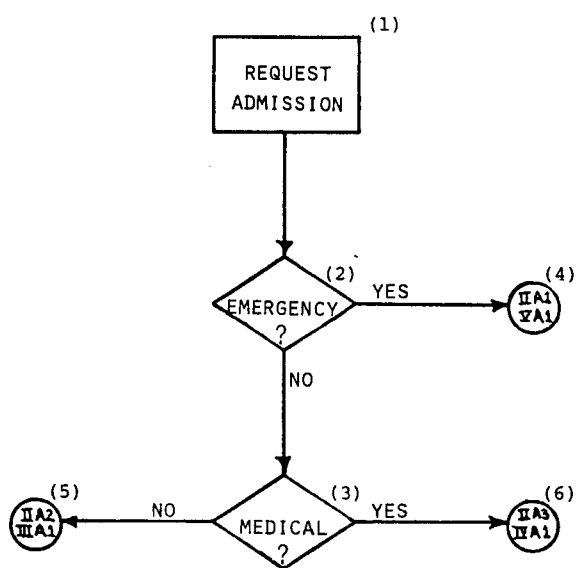 (1)
REQUEST
ADMISSION
(2)
EMERGENCY
?
YES
(4)
IIA1
VA1
NO
(3)
MEDICAL
?
NO
(5)
IIA2
IIIA1
YES
(6)
IIA3
IVA1